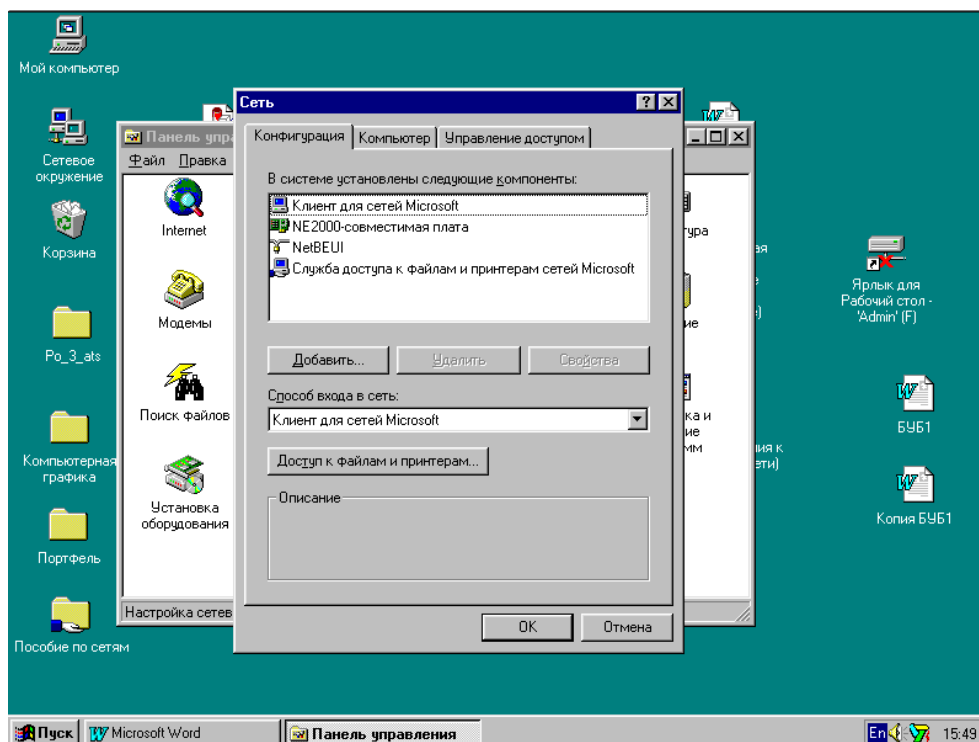 Мой компьютер
Сетевое
окружение
Корзина
Po_3_ats
Компьютерная
графика
Портфель
Пособие по сетям
Панель упра
Файл Правка
Internet
Модемы
Поиск файлов
Установка
оборудования
Настройка сетев
Сеть
Конфигурация Компьютер Управление доступом
В системе установлены следующие компоненты:
Клиент для сетей Microsoft
NE2000-совместимая плата
NetBEUI
Служба доступа к файлам и принтерам сетей Microsoft
Добавить... Удалить Свойства
Способ входа в сеть:
Клиент для сетей Microsoft
Доступ к файлам и принтерам...
Описание
OK Отмена
Ярлык для
Рабочий стол -
'Admin' (F)
БУБ1
Копия БУБ1
Пуск Microsoft Word Панель управления En 15:49